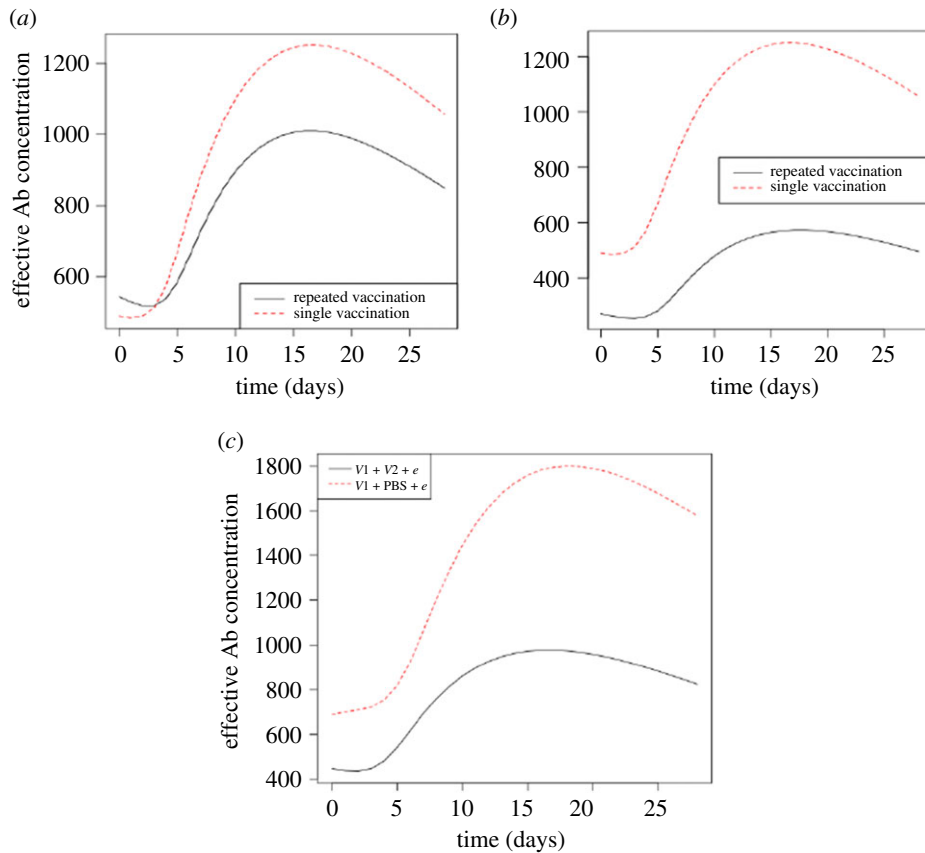 (a)
effective Ab concentration
1200
1000
800
600
repeated vaccination
single vaccination
0 5 10 15 20 25
time (days)
(b)
1200
1000
800
600
400
repeated vaccination
single vaccination
0 5 10 15 20 25
time (days)
(c)
effective Ab concentration
1800
1600
1400
1200
1000
800
600
400
V1 + V2 + e
V1 + PBS + e
0 5 10 15 20 25
time (days)